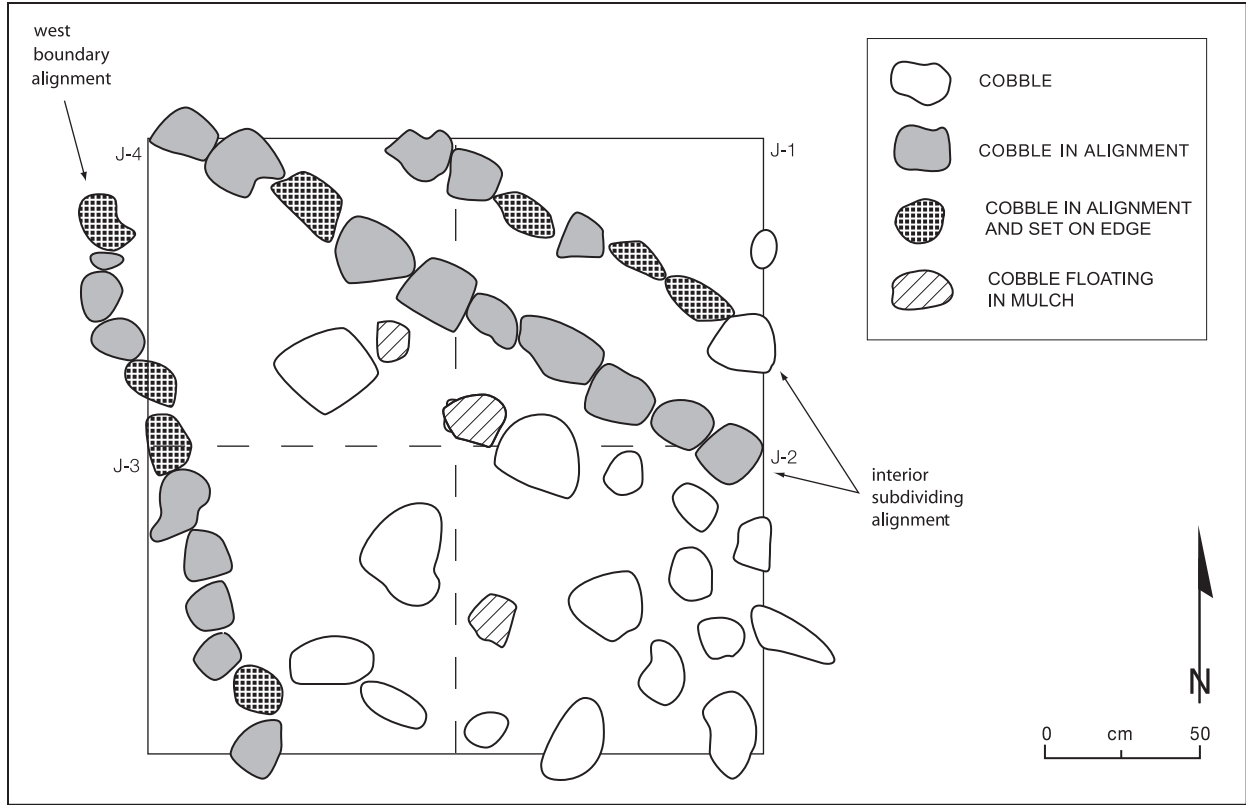 west
boundary
alignment
COBBLE
COBBLE IN ALIGNMENT
COBBLE IN ALIGNMENT
AND SET ON EDGE
COBBLE FLOATING
IN MULCH
J-4
J-1
J-3
J-2
interior
subdividing
alignment
N
0 cm 50